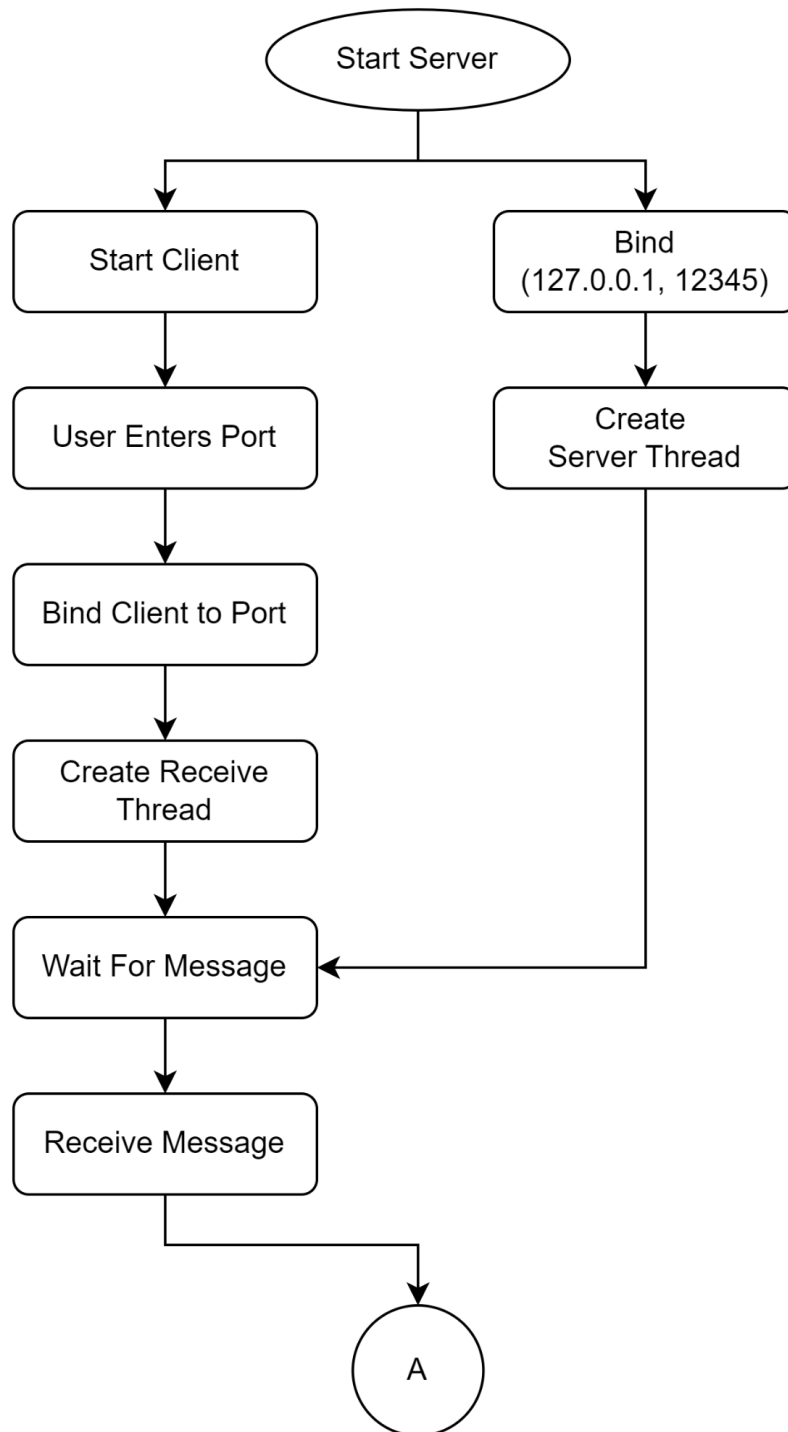 Start Server
Start Client
Bind
(127.0.0.1, 12345)
User Enters Port
Create
Server Thread
Bind Client to Port
Create Receive
Thread
Wait For Message
Receive Message
A